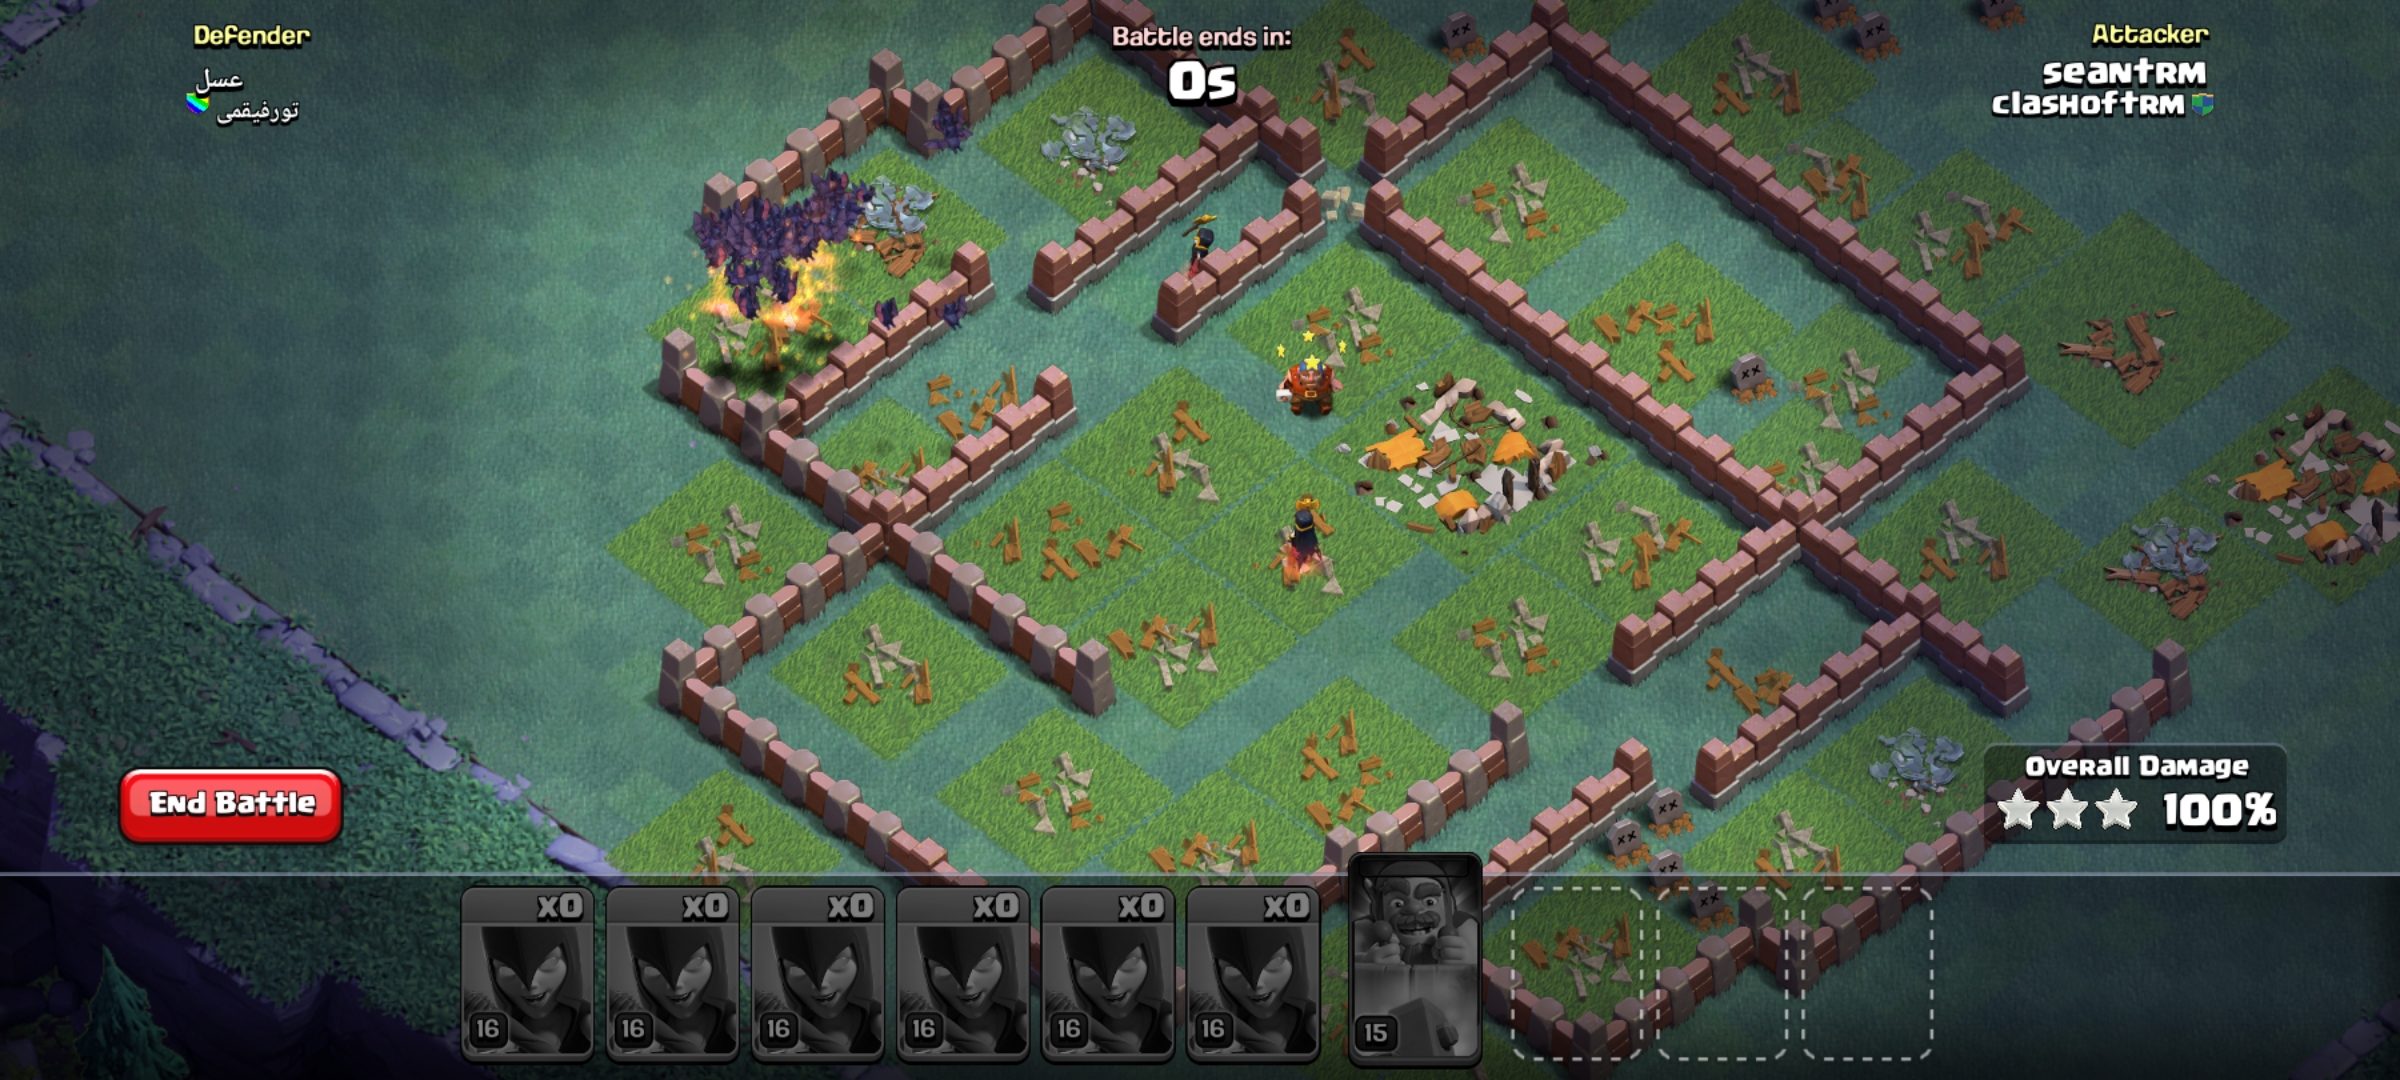 Defender
عسل
تورفيقمى
Battle ends in:
0s
Attacker
seantRM
clashoftRM
End Battle
Overall Damage
100%
x0
x0
x0
x0
x0
x0
16
16
16
16
16
16
15